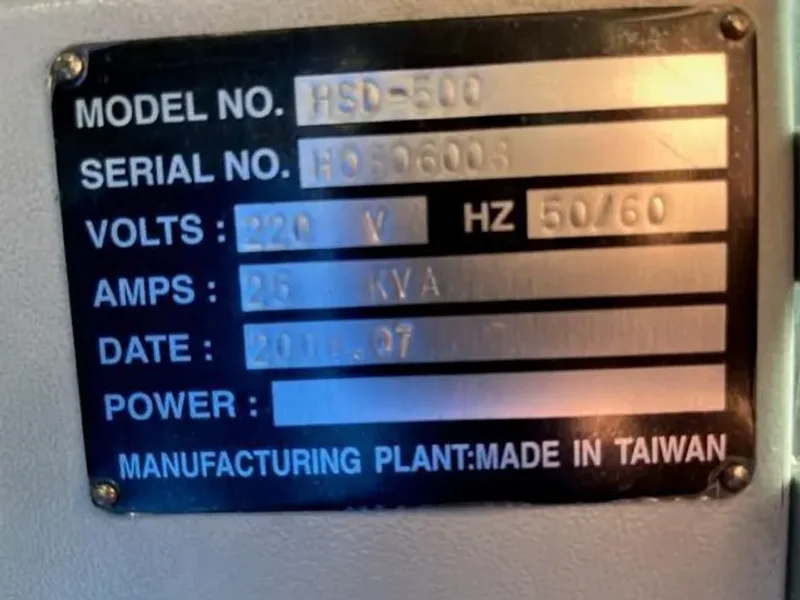 MODEL NO. HSD-500
SERIAL NO.
VOLTS : 220 V HZ 50/60
AMPS : 25 KVA
DATE :
POWER :
MANUFACTURING PLANT:MADE IN TAIWAN